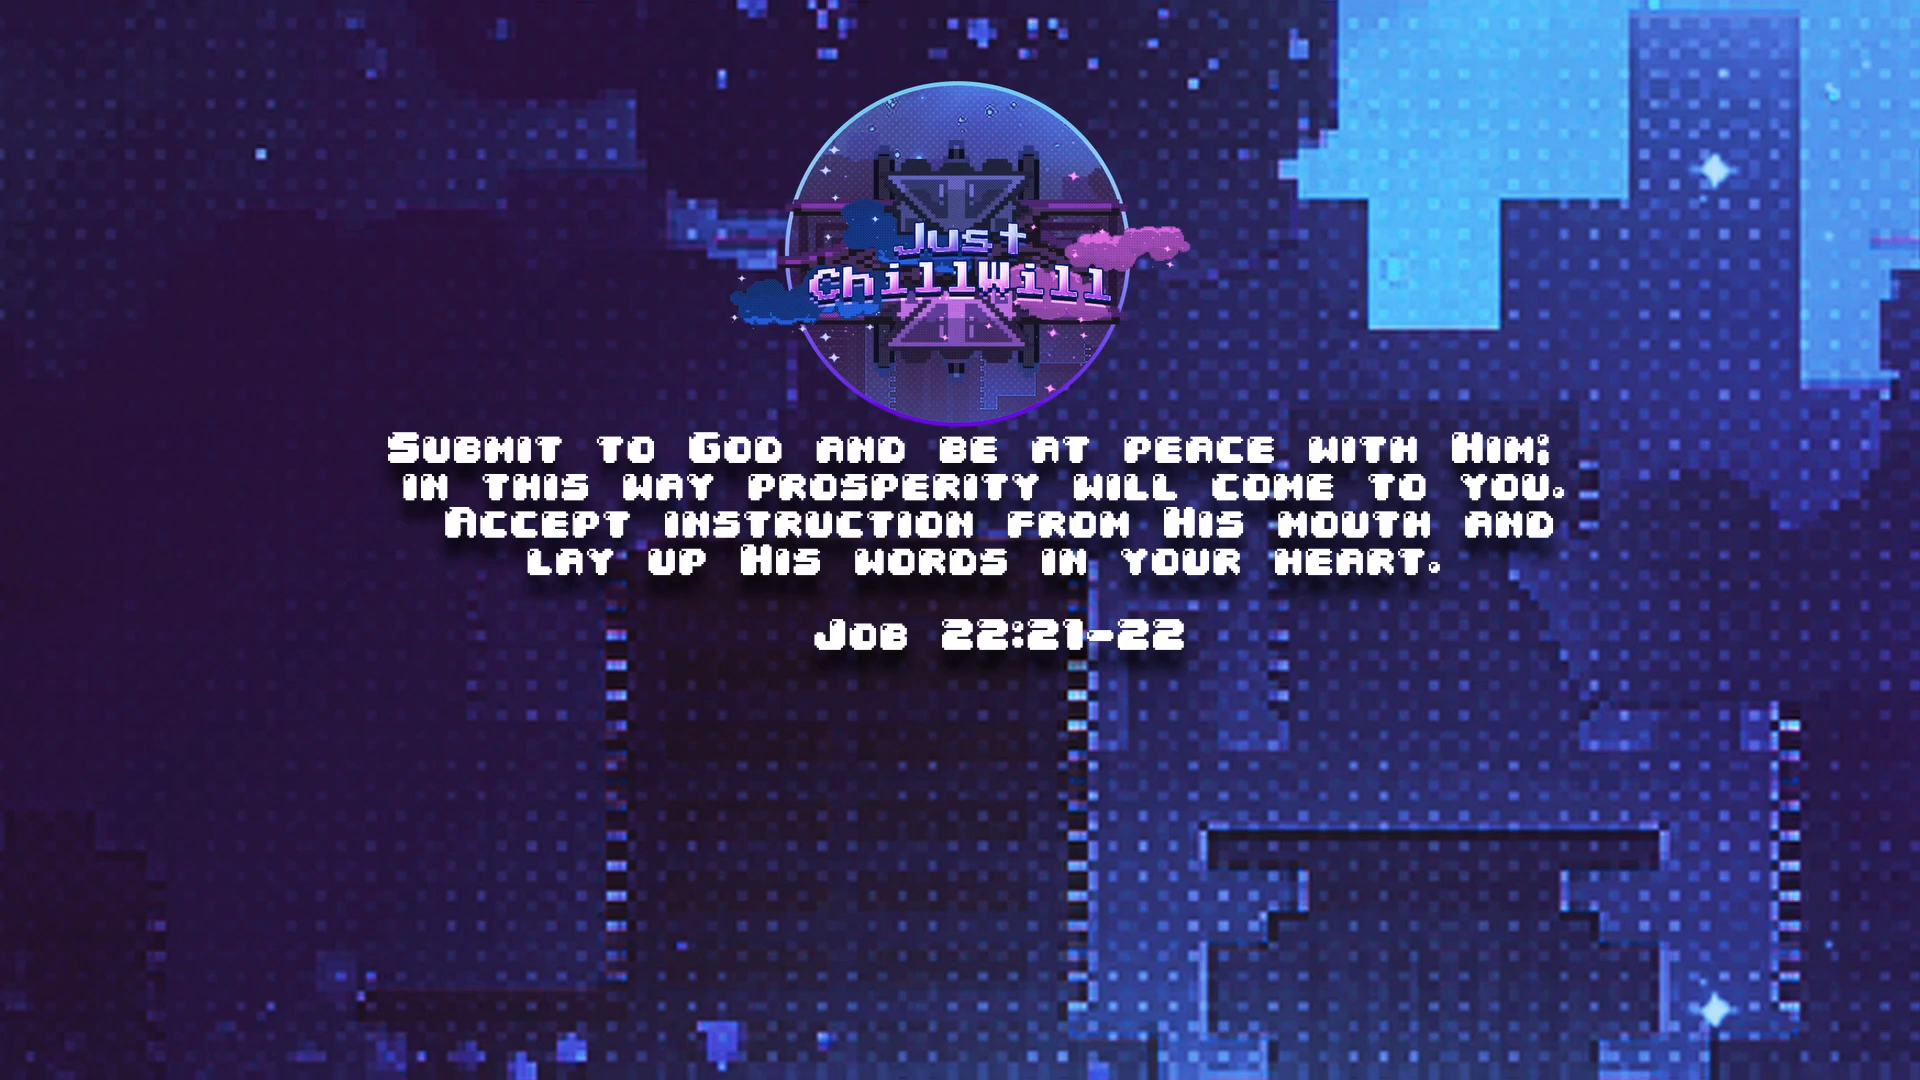 Just
ChillWill
Submit to God and be at peace with Him;
in this way prosperity will come to you.
Accept instruction from His mouth and
lay up His words in your heart.
Job 22:21-22